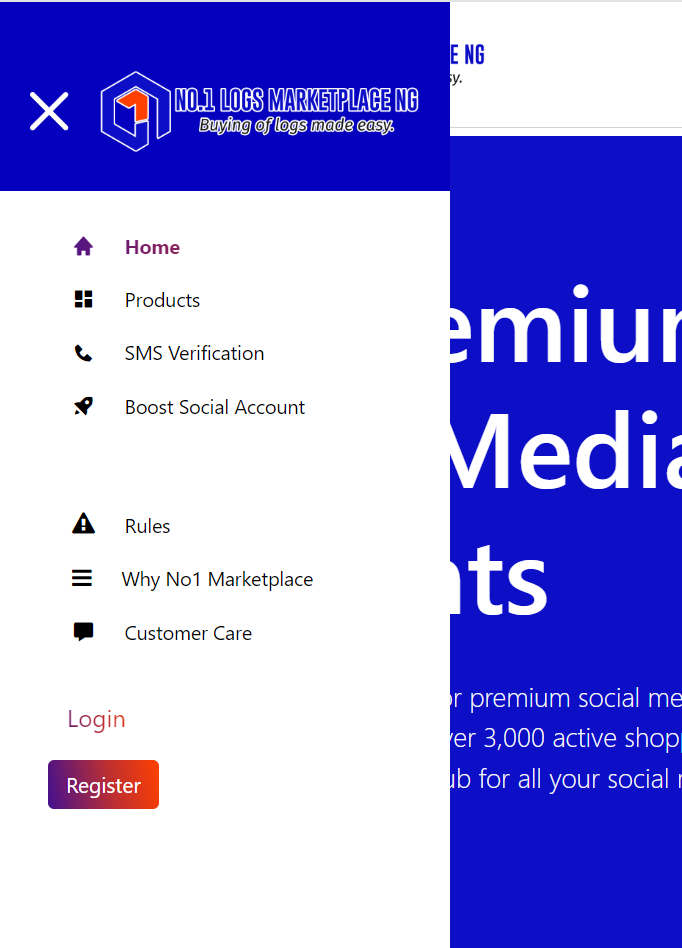 NO.1 LOGS MARKETPLACE NG
Buying of logs made easy.
E NG
sy.
Home
Products
SMS Verification
Boost Social Account
Rules
Why No1 Marketplace
Customer Care
Login
Register
emiu
Media
nts
or premium social me
ver 3,000 active shop
ub for all your social